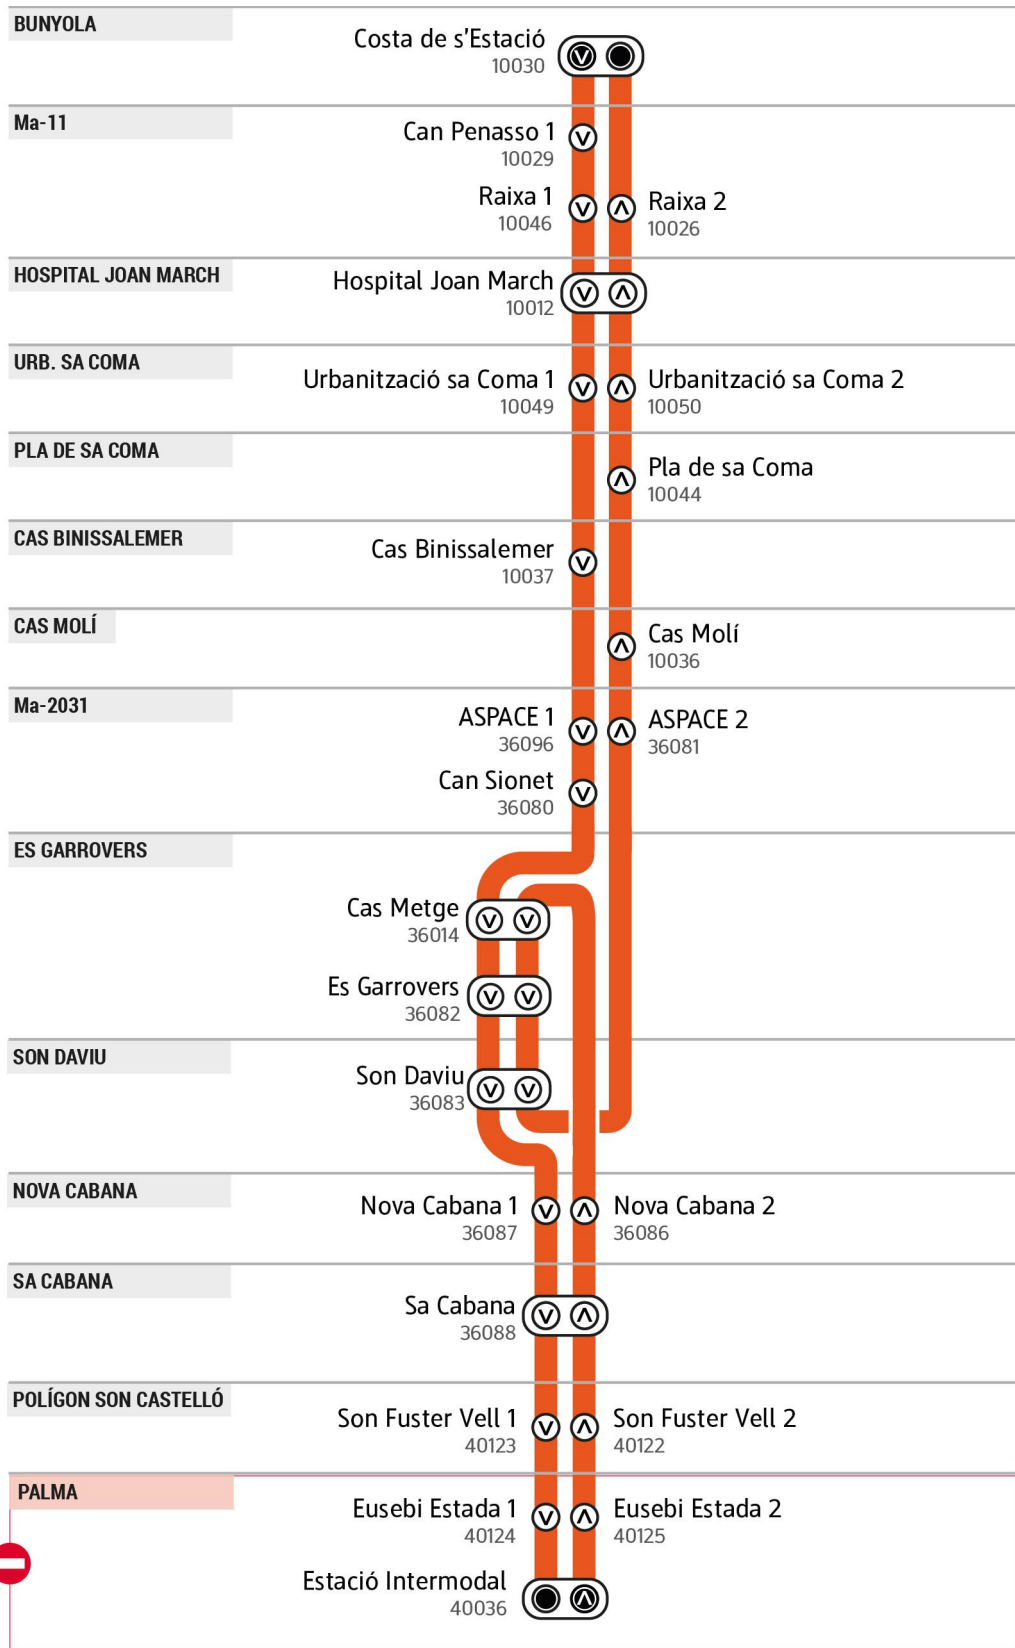 BUNYOLA
Costa de s'Estació
10030
Ma-11
Can Penasso 1
10029
Raixa 1
10046
Raixa 2
10026
HOSPITAL JOAN MARCH
Hospital Joan March
10012
URB. SA COMA
Urbanització sa Coma 1
10049
Urbanització sa Coma 2
10050
PLA DE SA COMA
Pla de sa Coma
10044
CAS BINISSALEMER
Cas Binissalemer
10037
CAS MOLÍ
Cas Molí
10036
Ma-2031
ASPACE 1
36096
ASPACE 2
36081
Can Sionet
36080
ES GARROVERS
Cas Metge
36014
Es Garrovers
36082
SON DAVIU
Son Daviu
36083
NOVA CABANA
Nova Cabana 1
36087
Nova Cabana 2
36086
SA CABANA
Sa Cabana
36088
POLÍGON SON CASTELLÓ
Son Fuster Vell 1
40123
Son Fuster Vell 2
40122
PALMA
Eusebi Estada 1
40124
Eusebi Estada 2
40125
Estació Intermodal
40036